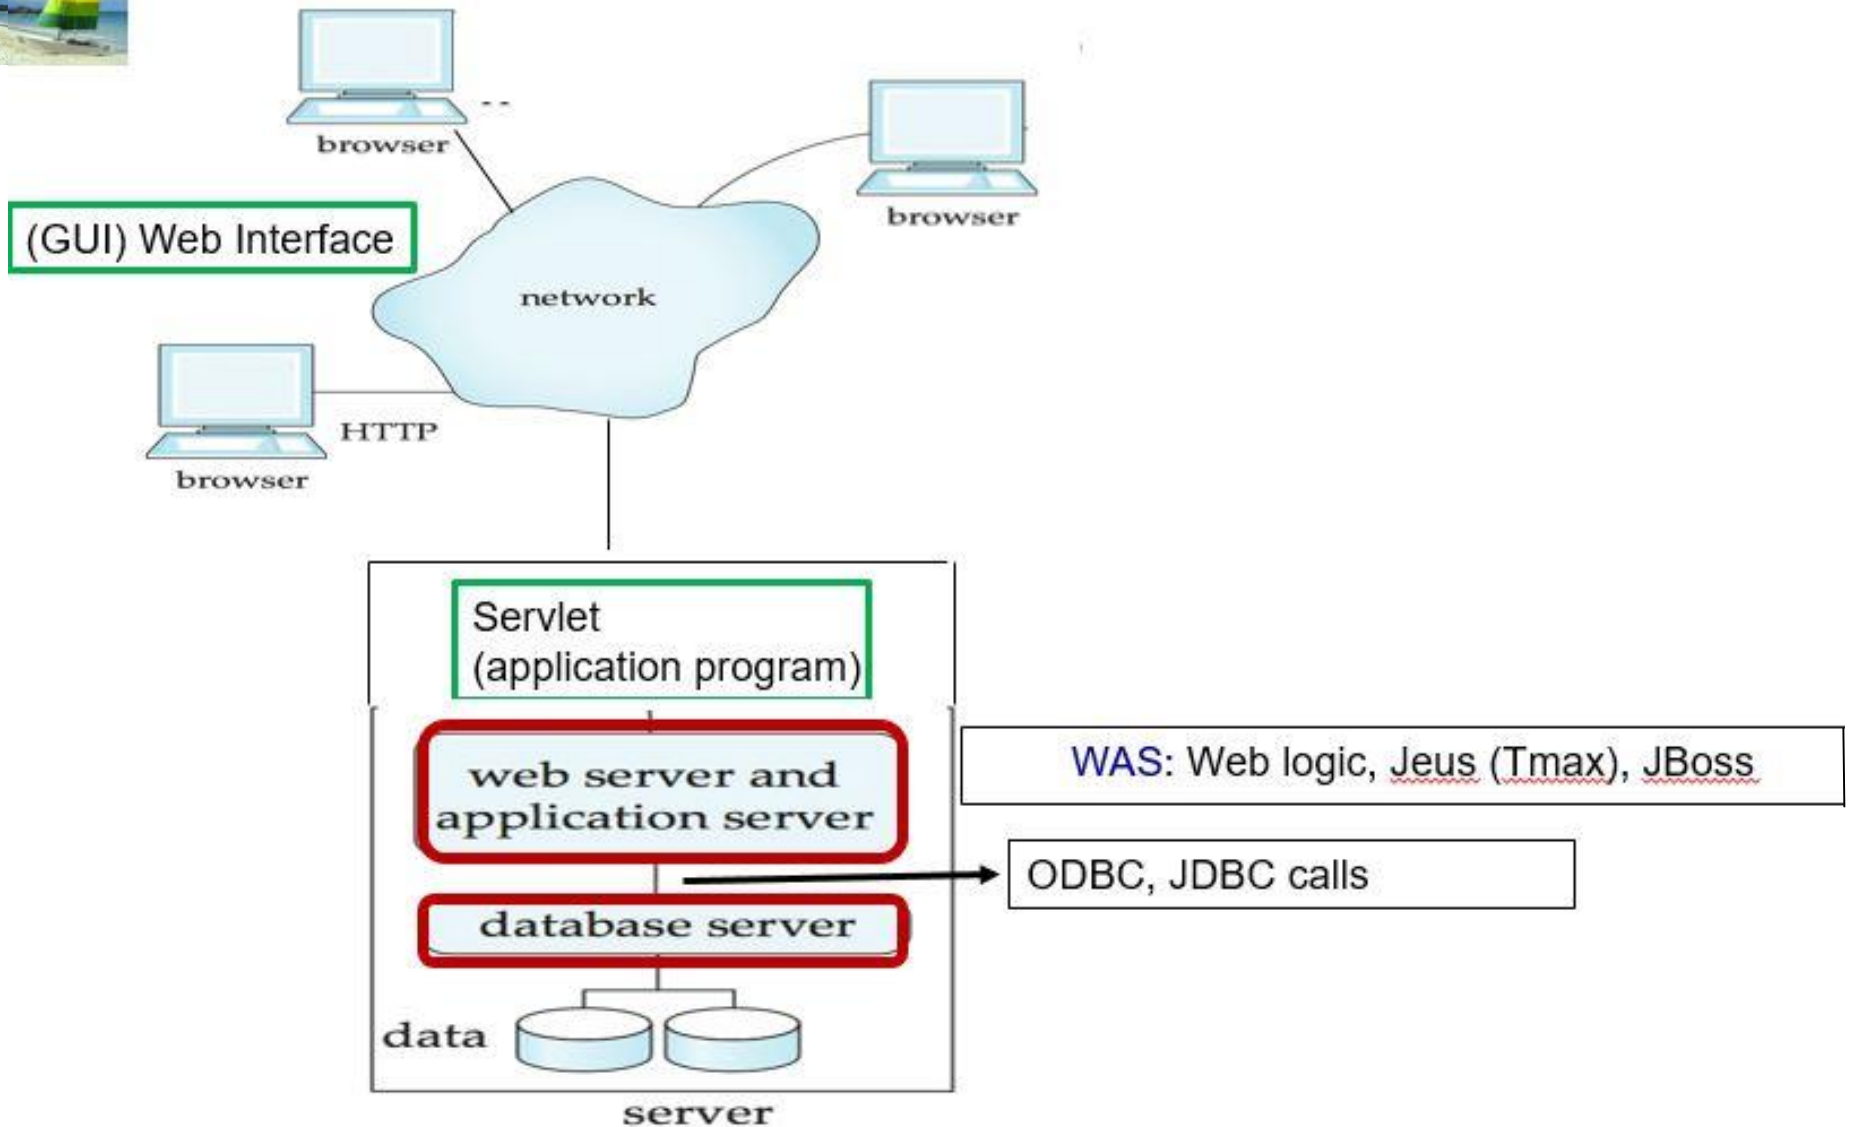 browser
browser
(GUI) Web Interface
network
HTTP
browser
Servlet
(application program)
web server and
application server
WAS: Web logic, Jeus (Tmax), JBoss
ODBC, JDBC calls
database server
data
server